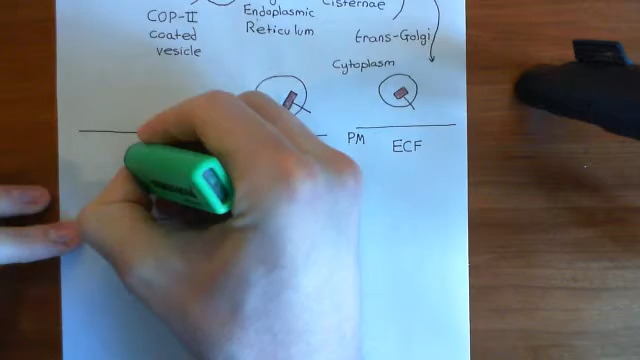 COP-II
coated
vesicle
Endoplasmic
Reticulum
Cisternae
trans-Golgi
Cytoplasm
PM
ECF